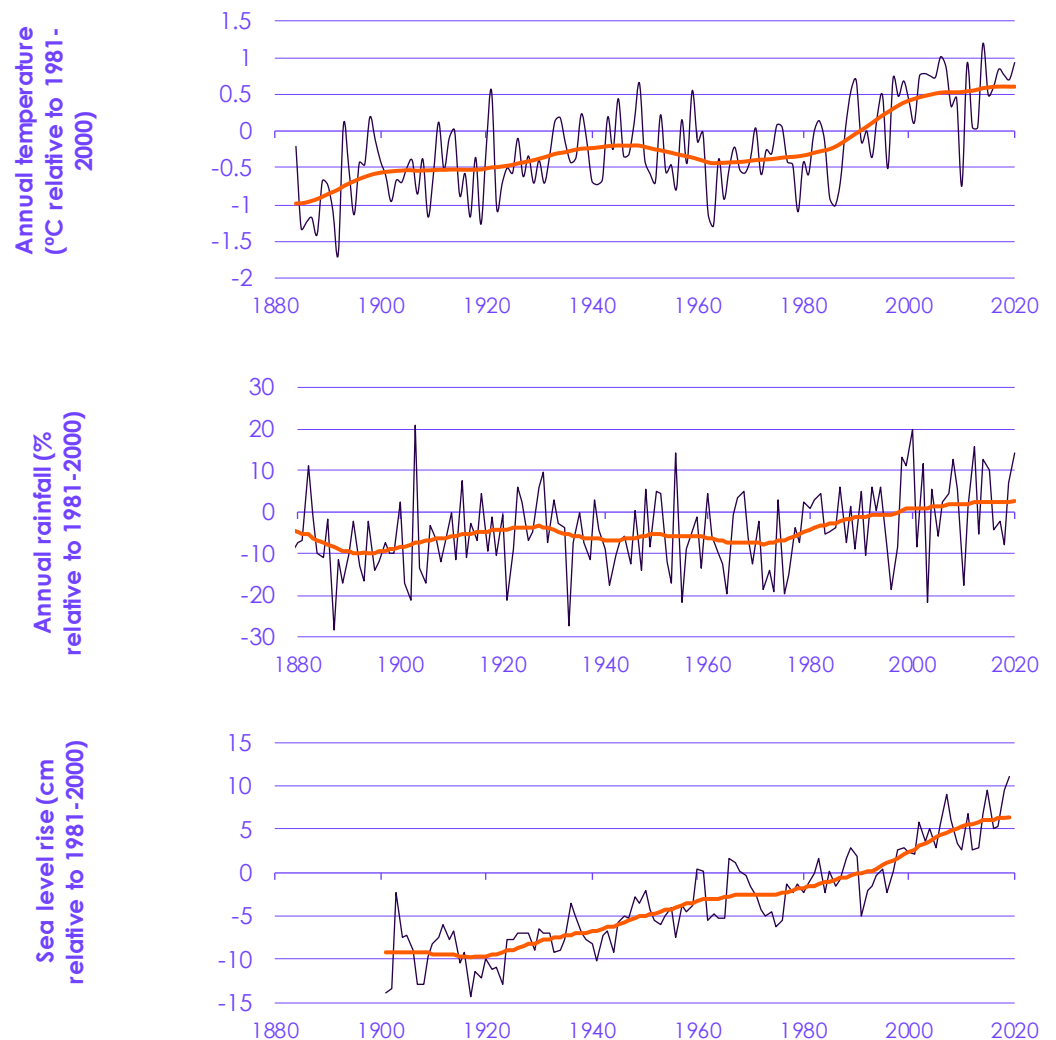 Annual temperature
(ºC relative to 1981-
2000)
1.5
1
0.5
0
-0.5
-1
-1.5
-2
1880 1900 1920 1940 1960 1980 2000 2020
Annual rainfall (%
relative to 1981-2000)
30
20
10
0
-10
-20
-30
1880 1900 1920 1940 1960 1980 2000 2020
Sea level rise (cm
relative to 1981-2000)
15
10
5
0
-5
-10
-15
1880 1900 1920 1940 1960 1980 2000 2020